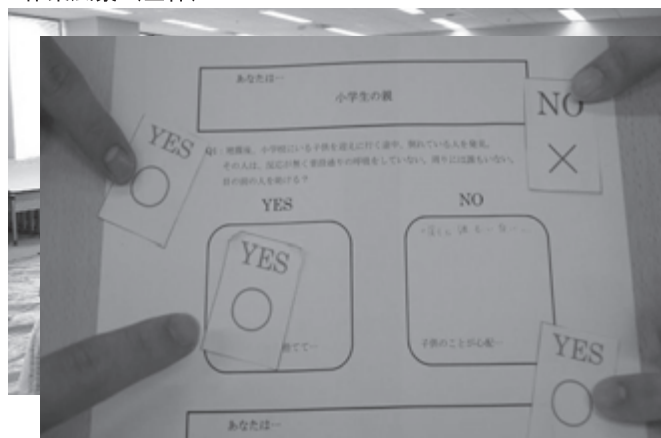 あなたは…
小学生の親
NO
×
YES
○
Q1：地震後、小学校にいる子供を迎えに行く途中、倒れている人を発見。
その人は、反応が無く普段通りの呼吸をしていない。周りには誰もいない。
目の前の人を助ける？
YES
NO
YES
○
捨てて…
子供のことが心配…
YES
○
あなたは…